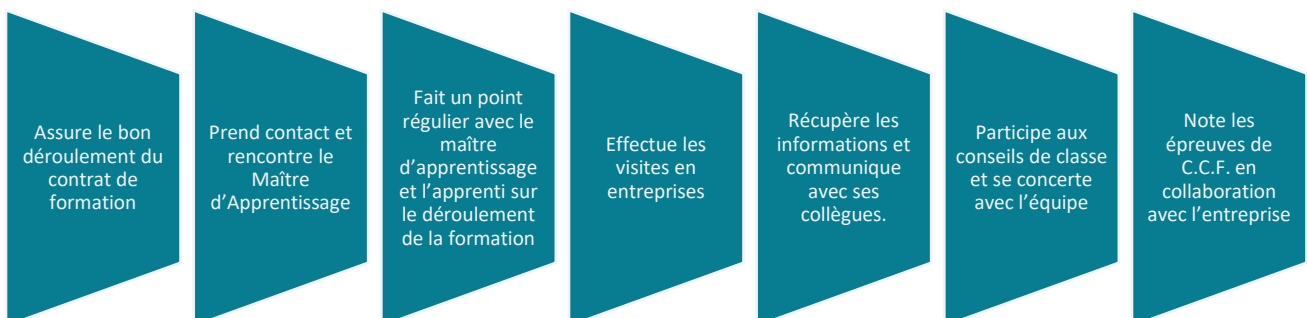 Assure le bon
déroulement du
contrat de
formation
Prend contact et
rencontre le
Maître
d’Apprentissage
Fait un point
régulier avec le
maître
d’apprentissage
et l’apprenti sur
le déroulement
de la formation
Effectue les
visites en
entreprises
Récupère les
informations et
communique
avec ses
collègues.
Participe aux
conseils de classe
et se concerte
avec l’équipe
Note les
épreuves de
C.C.F. en
collaboration
avec l’entreprise